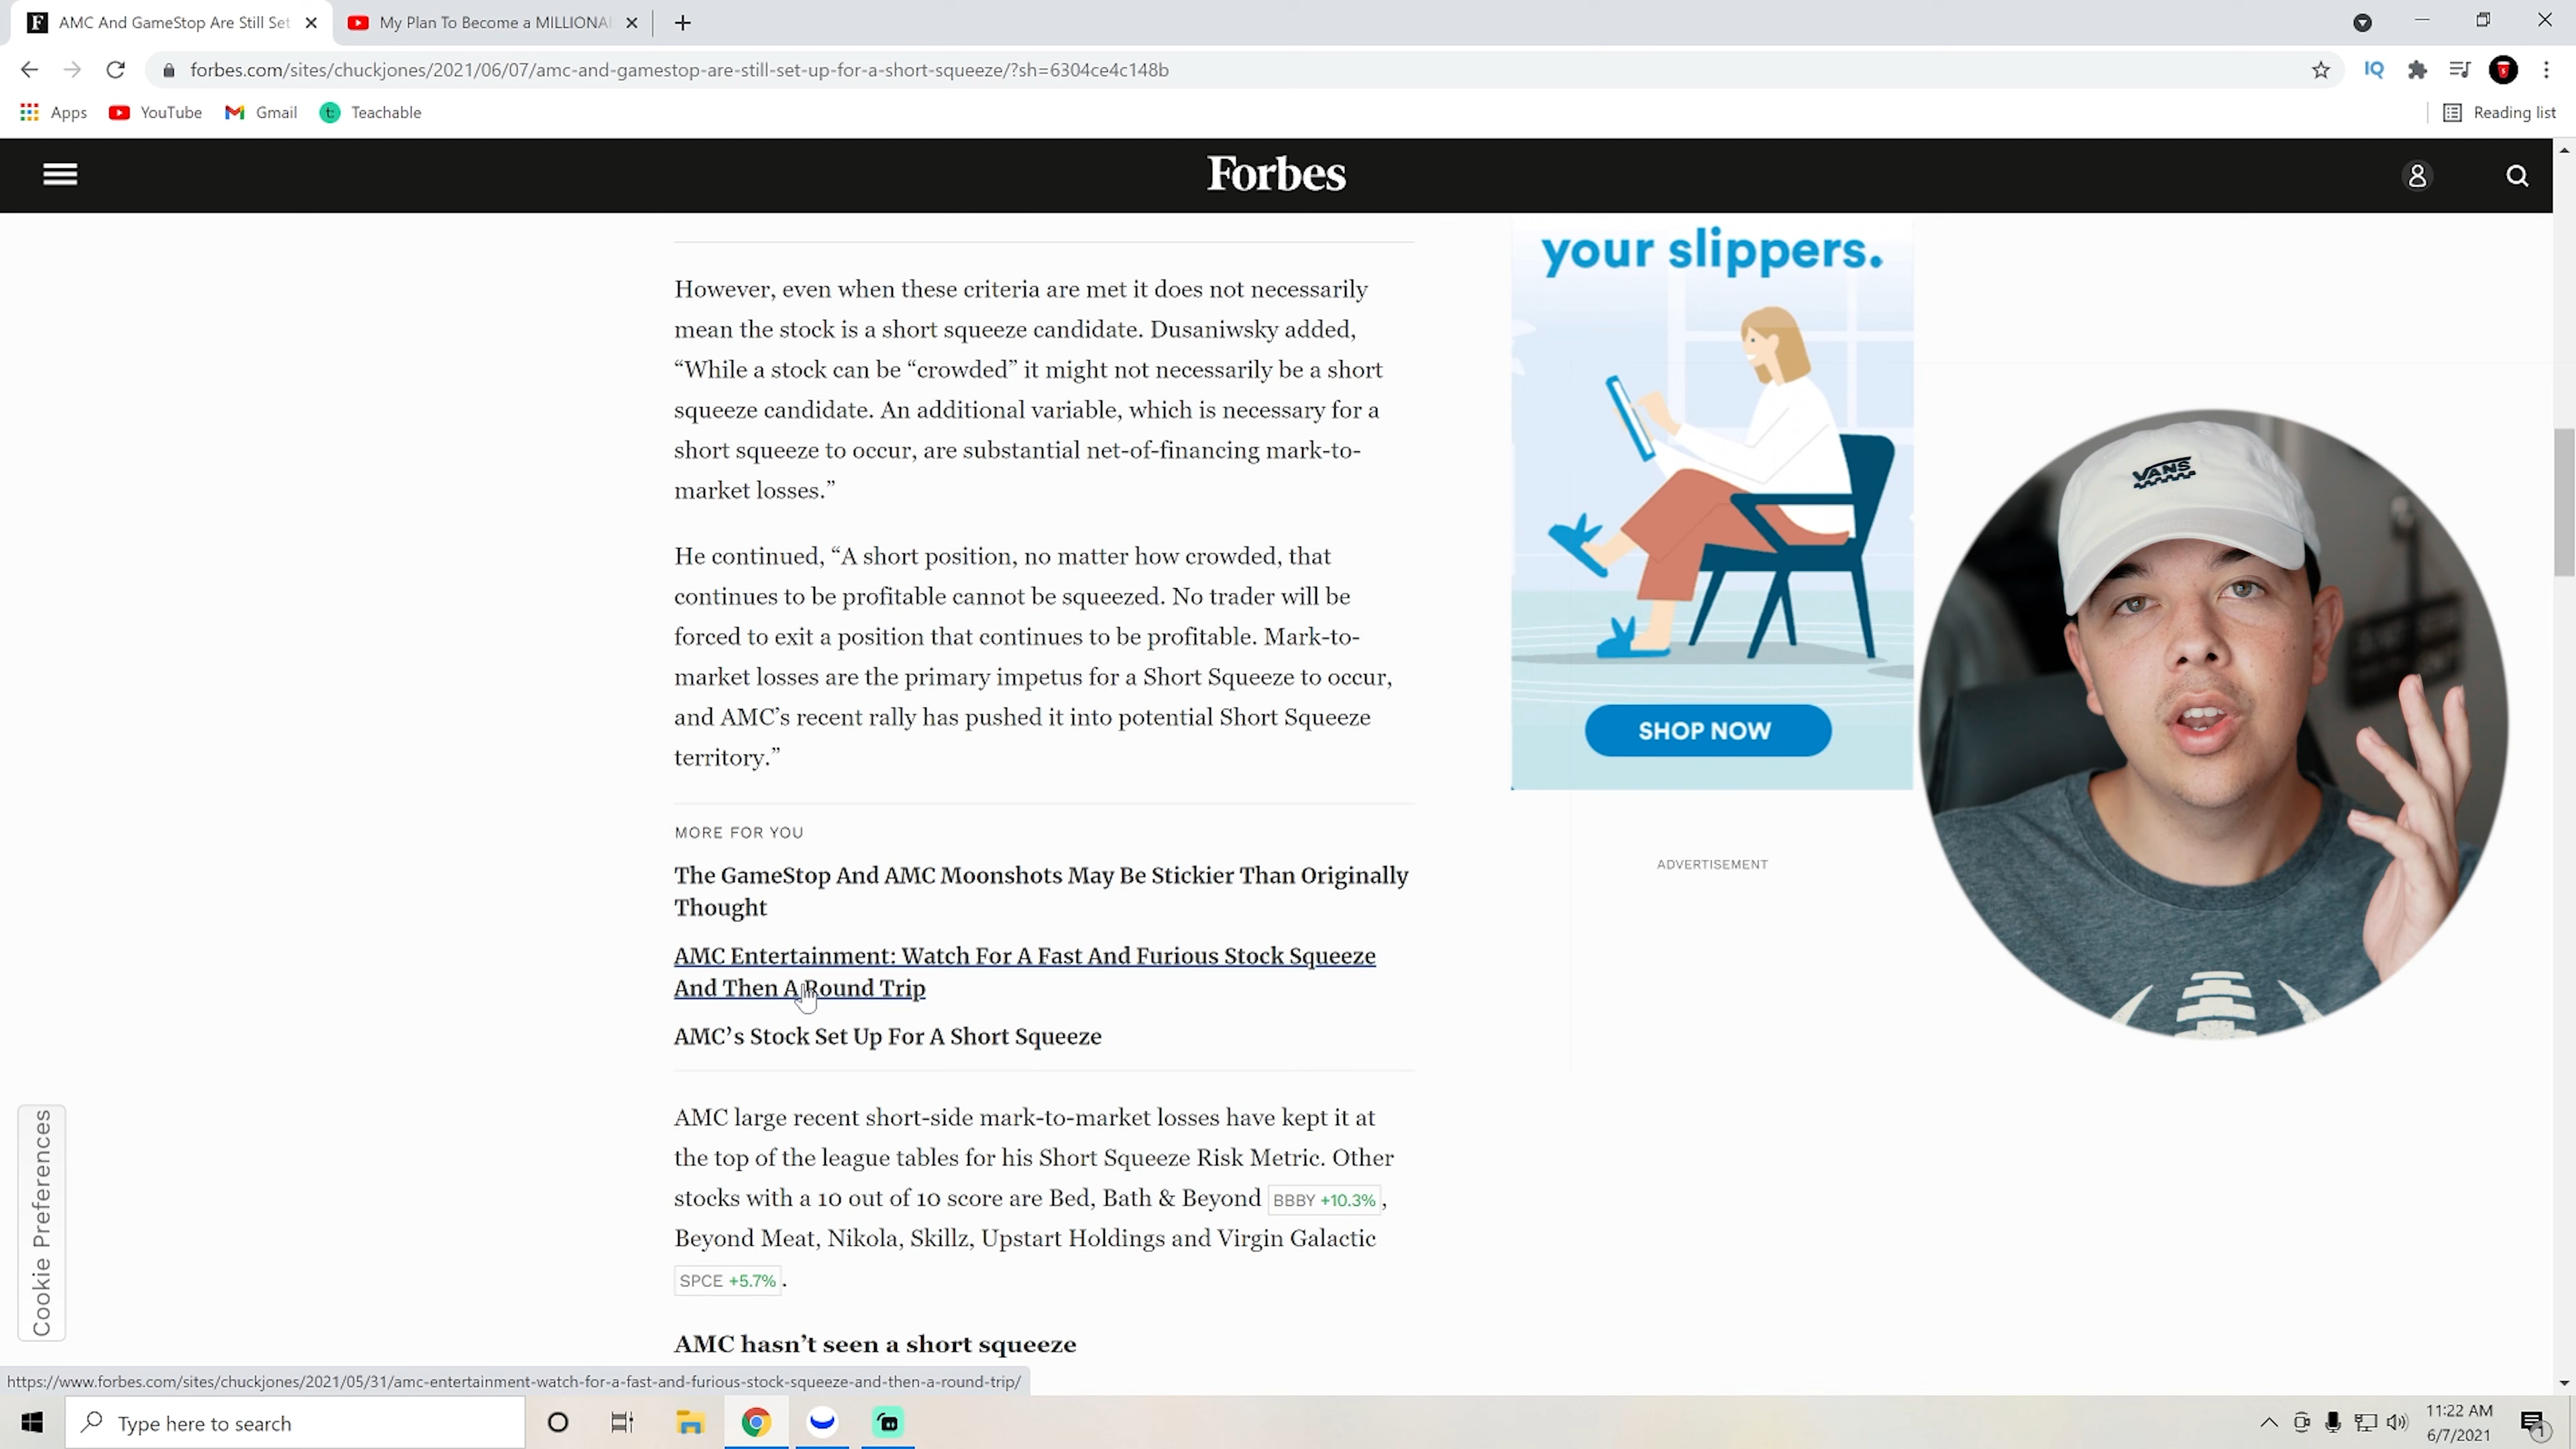 AMC And GameStop Are Still Set
My Plan To Become a MILLIONAI
forbes.com/sites/chuckjones/2021/06/07/amc-and-gamestop-are-still-set-up-for-a-short-squeeze/?sh=6304ce4c148b
IQ
Apps
YouTube
Gmail
Teachable
Reading list
Forbes
However, even when these criteria are met it does not necessarily
mean the stock is a short squeeze candidate. Dusaniwsky added,
“While a stock can be “crowded” it might not necessarily be a short
squeeze candidate. An additional variable, which is necessary for a
short squeeze to occur, are substantial net-of-financing mark-to-
market losses.”
He continued, “A short position, no matter how crowded, that
continues to be profitable cannot be squeezed. No trader will be
forced to exit a position that continues to be profitable. Mark-to-
market losses are the primary impetus for a Short Squeeze to occur,
and AMC’s recent rally has pushed it into potential Short Squeeze
territory.”
MORE FOR YOU
The GameStop And AMC Moonshots May Be Stickier Than Originally
Thought
AMC Entertainment: Watch For A Fast And Furious Stock Squeeze
And Then A Round Trip
AMC’s Stock Set Up For A Short Squeeze
AMC large recent short-side mark-to-market losses have kept it at
the top of the league tables for his Short Squeeze Risk Metric. Other
stocks with a 10 out of 10 score are Bed, Bath & Beyond BBBY +10.3% ,
Beyond Meat, Nikola, Skillz, Upstart Holdings and Virgin Galactic
SPCE +5.7% .
AMC hasn’t seen a short squeeze
your slippers.
SHOP NOW
ADVERTISEMENT
VANS
Cookie Preferences
https://www.forbes.com/sites/chuckjones/2021/05/31/amc-entertainment-watch-for-a-fast-and-furious-stock-squeeze-and-then-a-round-trip/
Type here to search
11:22 AM
6/7/2021
1